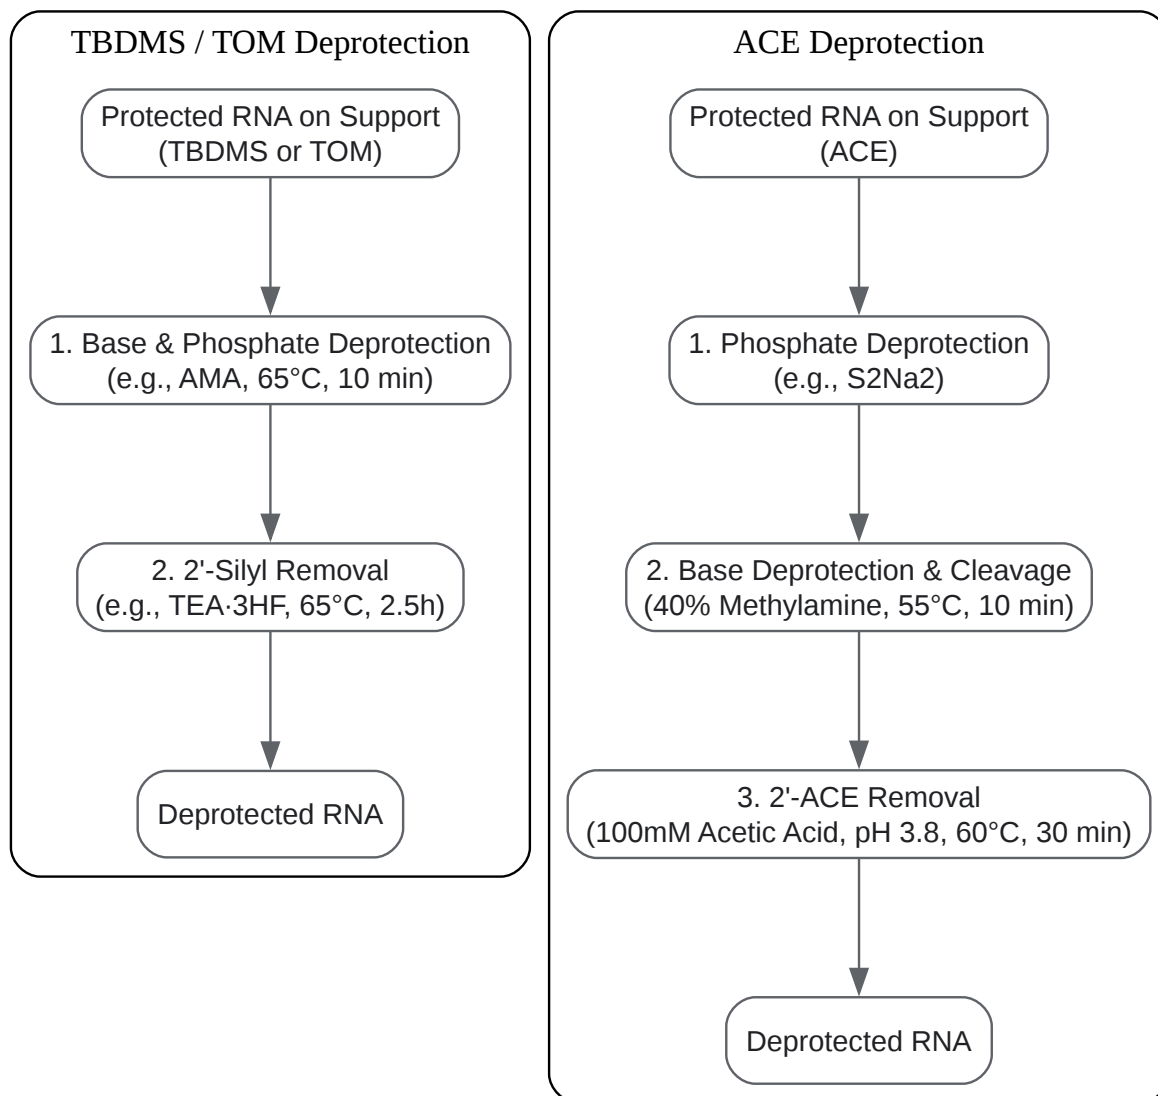 TBDMS / TOM Deprotection
Protected RNA on Support
(TBDMS or TOM)
1. Base & Phosphate Deprotection
(e.g., AMA, 65°C, 10 min)
2. 2'-Silyl Removal
(e.g., TEA·3HF, 65°C, 2.5h)
Deprotected RNA
ACE Deprotection
Protected RNA on Support
(ACE)
1. Phosphate Deprotection
(e.g., S2Na2)
2. Base Deprotection & Cleavage
(40% Methylamine, 55°C, 10 min)
3. 2'-ACE Removal
(100mM Acetic Acid, pH 3.8, 60°C, 30 min)
Deprotected RNA